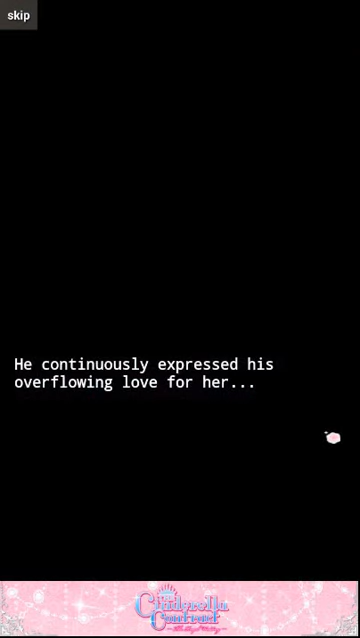 skip
He continuously expressed his
overflowing love for her...
Cinderella
Contract